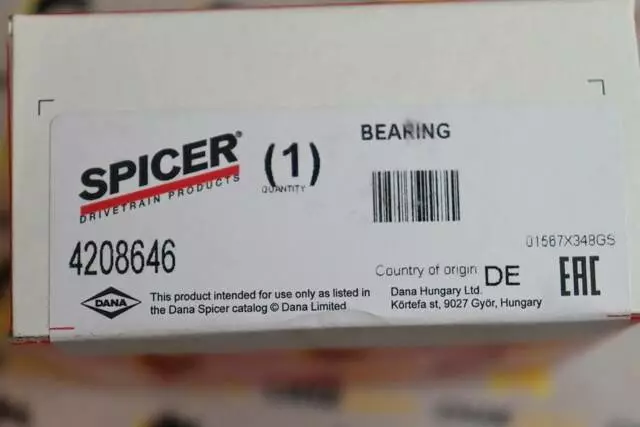 SPICER®
DRIVETRAIN PRODUCTS
(1)
QUANTITY
BEARING
4208646
01567X348GS
Country of origin DE
EAC
DANA
This product intended for use only as listed in
the Dana Spicer catalog © Dana Limited
Dana Hungary Ltd.
Körtefa st, 9027 Györ, Hungary